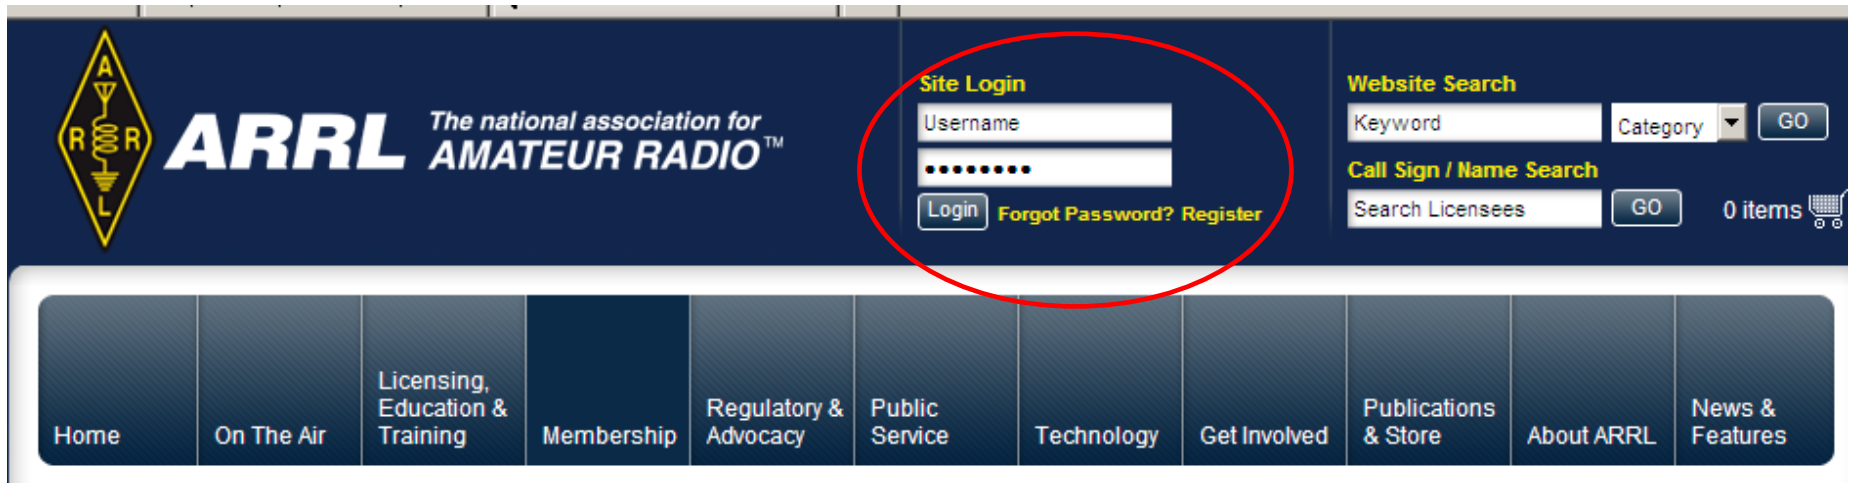 A
R R
L
ARRL The national association for
AMATEUR RADIO™
Site Login
Username
••••••••
Login Forgot Password? Register
Website Search
Keyword Category GO
Call Sign / Name Search
Search Licensees GO 0 items
Home
On The Air
Licensing,
Education &
Training
Membership
Regulatory &
Advocacy
Public
Service
Technology
Get Involved
Publications
& Store
About ARRL
News &
Features